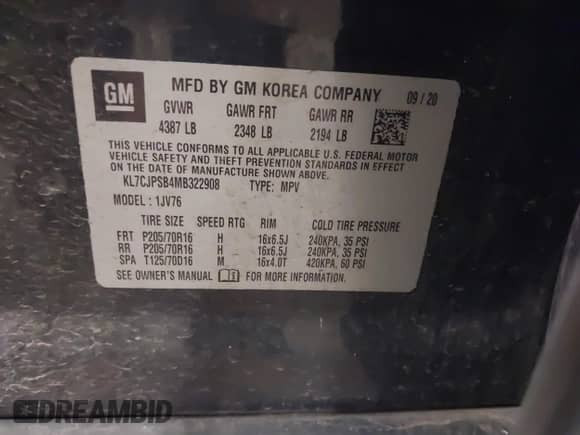 GM
MFD BY GM KOREA COMPANY 09 / 20
GVWR GAWR FRT GAWR RR
4387 LB 2348 LB 2194 LB
THIS VEHICLE CONFORMS TO ALL APPLICABLE U.S. FEDERAL MOTOR
VEHICLE SAFETY AND THEFT PREVENTION STANDARDS IN EFFECT
ON THE DATE OF MANUFACTURE SHOWN ABOVE.
KL7CJPSB4MB322908 TYPE: MPV
MODEL : 1JV76
TIRE SIZE SPEED RTG RIM COLD TIRE PRESSURE
FRT P205/70R16 H 16x6.5J 240KPA, 35 PSI
RR P205/70R16 H 16x6.5J 240KPA, 35 PSI
SPA T125/70D16 M 16x4.0T 420KPA, 60 PSI
SEE OWNER'S MANUAL FOR MORE INFORMATION.
DREAMBID